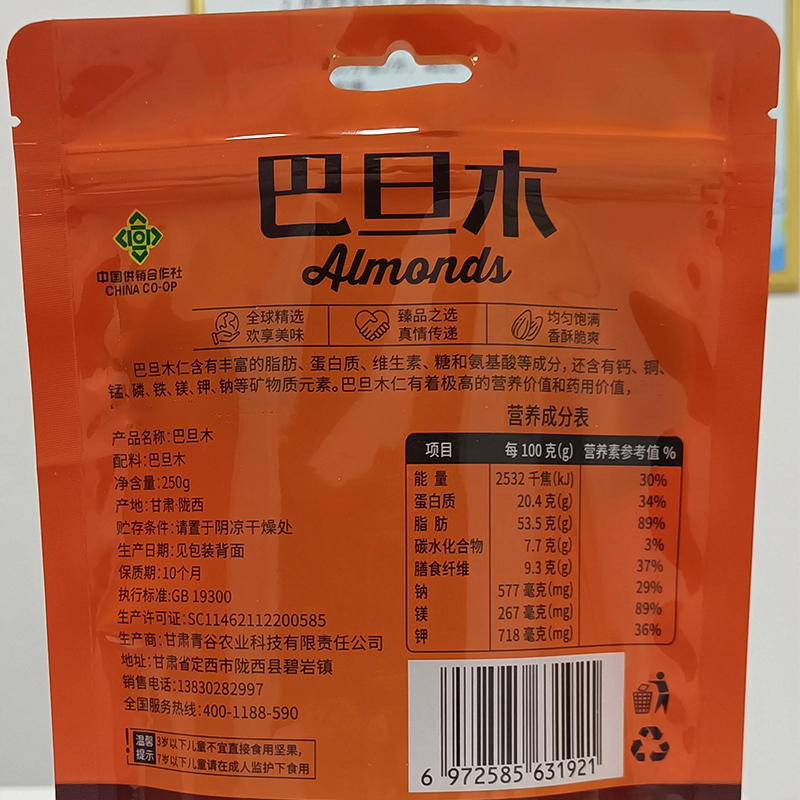 巴旦木
Almonds
中国供销合作社
CHINA CO-OP
全球精选
欢享美味
臻品之选
真情传递
均匀饱满
香酥脆爽
巴旦木仁含有丰富的脂肪、蛋白质、维生素、糖和氨基酸等成分，还含有钙、铜、
锰、磷、铁、镁、钾、钠等矿物质元素。巴旦木仁有着极高的营养价值和药用价值，
产品名称:巴旦木
配料:巴旦木
净含量:250g
产地:甘肃·陇西
贮存条件:请置于阴凉干燥处
生产日期:见包装背面
保质期:10个月
执行标准:GB 19300
生产许可证:SC11462112200585
生产商:甘肃青谷农业科技有限责任公司
地址:甘肃省定西市陇西县碧岩镇
销售电话:13830282997
全国服务热线:400-1188-590
温馨提示
3岁以下儿童不宜直接食用坚果，
7岁以下儿童请在成人监护下食用
营养成分表
项目 每100克(g) 营养素参考值%
能量 2532千焦(kJ) 30%
蛋白质 20.4克(g) 34%
脂肪 53.5克(g) 89%
碳水化合物 7.7克(g) 3%
膳食纤维 9.3克(g) 37%
钠 577毫克(mg) 29%
镁 267毫克(mg) 89%
钾 718毫克(mg) 36%
6 972585 631921